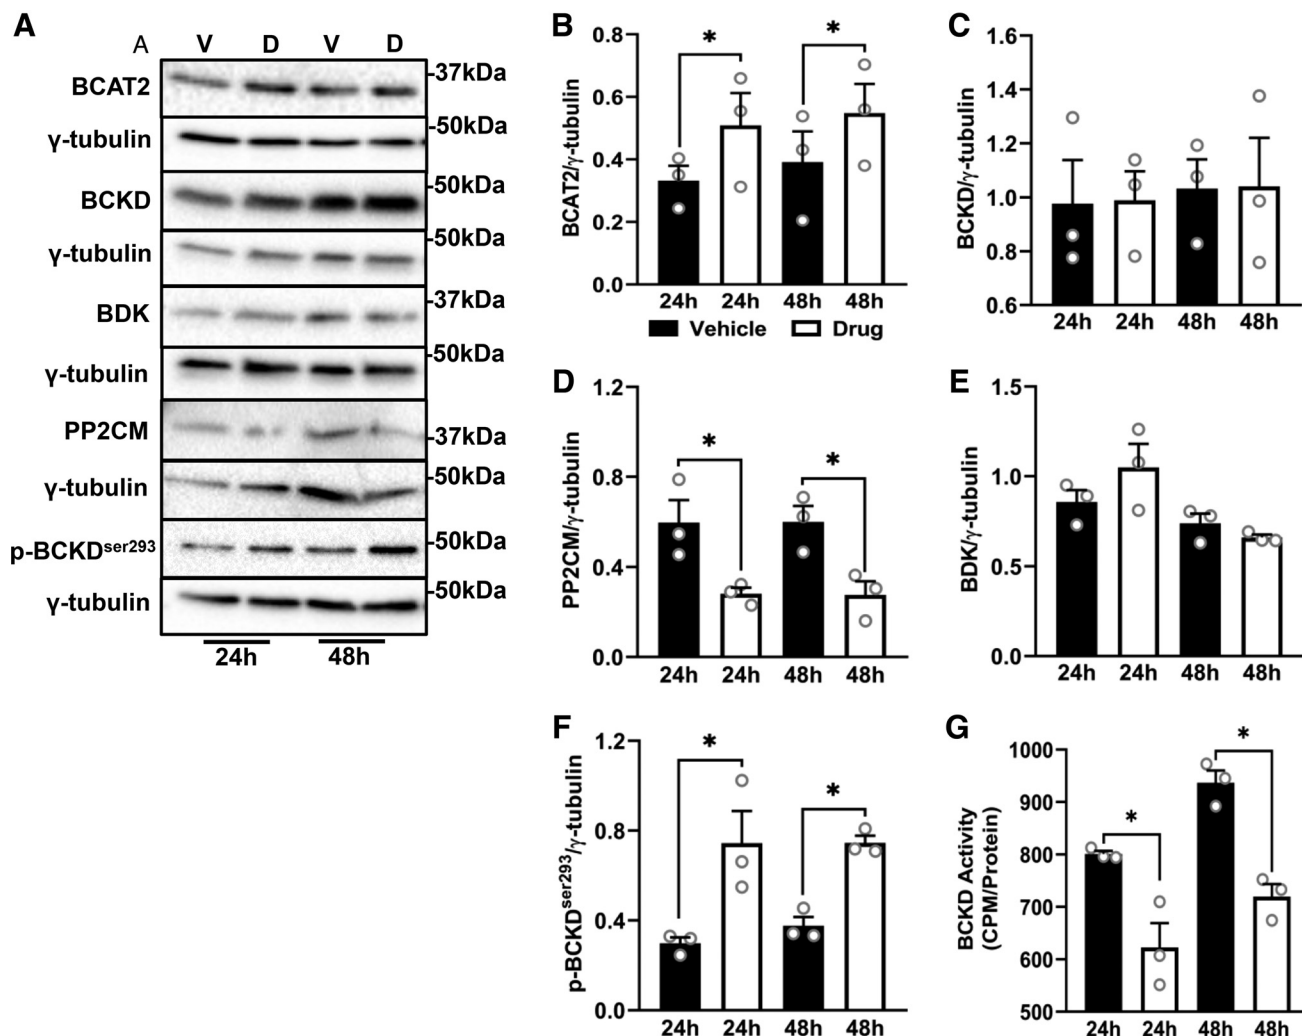 A
A V D V D
BCAT2 -37kDa
γ-tubulin -50kDa
BCKD -50kDa
γ-tubulin -50kDa
BDK -37kDa
γ-tubulin -50kDa
PP2CM -37kDa
γ-tubulin -50kDa
p-BCKDser293 -50kDa
γ-tubulin -50kDa
24h 48h
B
BCAT2/γ-tubulin
0.8
0.6
0.4
0.2
0.0
* *
24h 24h 48h 48h
Vehicle Drug
C
BCKD/γ-tubulin
1.6
1.4
1.2
1.0
0.8
0.6
24h 24h 48h 48h
D
PP2CM/γ-tubulin
1.2
0.8
0.4
0.0
* *
24h 24h 48h 48h
E
BDK/γ-tubulin
1.5
1.0
0.5
0.0
24h 24h 48h 48h
F
p-BCKDser293/γ-tubulin
1.2
0.8
0.4
0.0
* *
24h 24h 48h 48h
G
BCKD Activity
(CPM/Protein)
1000
900
800
700
600
500
* *
24h 24h 48h 48h